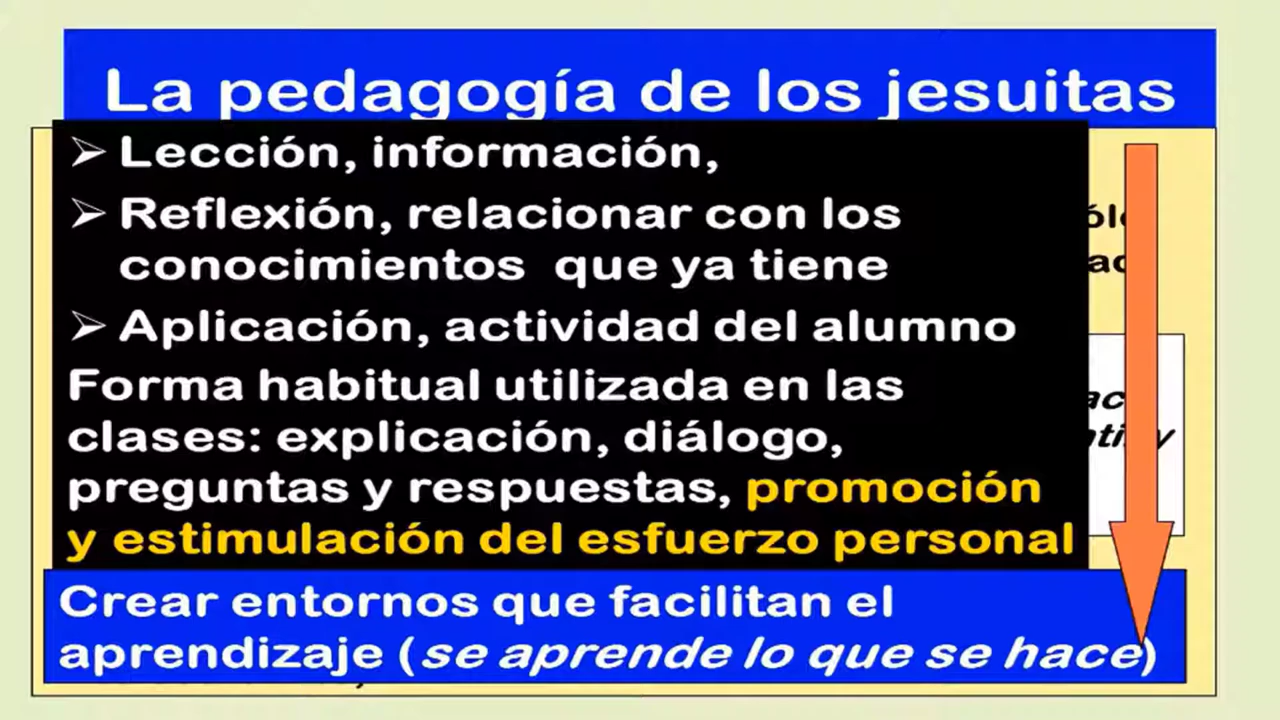 La pedagogía de los jesuitas
Lección, información,
Reflexión, relacionar con los
conocimientos que ya tiene
Aplicación, actividad del alumno
Forma habitual utilizada en las
clases: explicación, diálogo,
preguntas y respuestas, promoción
y estimulación del esfuerzo personal
Crear entornos que facilitan el
aprendizaje (se aprende lo que se hace)